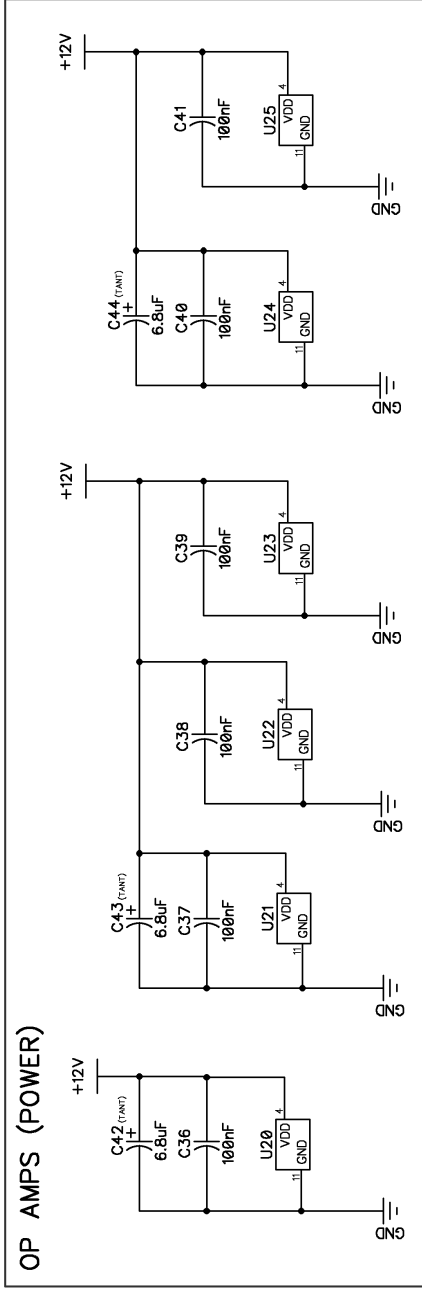 OP AMPS (POWER)
+12V
C42 (TANT)
+
6.8uF
C36
100nF
U20
4
VDD
GND
11
GND
+12V
C43 (TANT)
+
6.8uF
C37
100nF
U21
4
VDD
GND
11
GND
C38
100nF
U22
4
VDD
GND
11
GND
C39
100nF
U23
4
VDD
GND
11
GND
+12V
C44 (TANT)
+
6.8uF
C40
100nF
U24
4
VDD
GND
11
GND
C41
100nF
U25
4
VDD
GND
11
GND